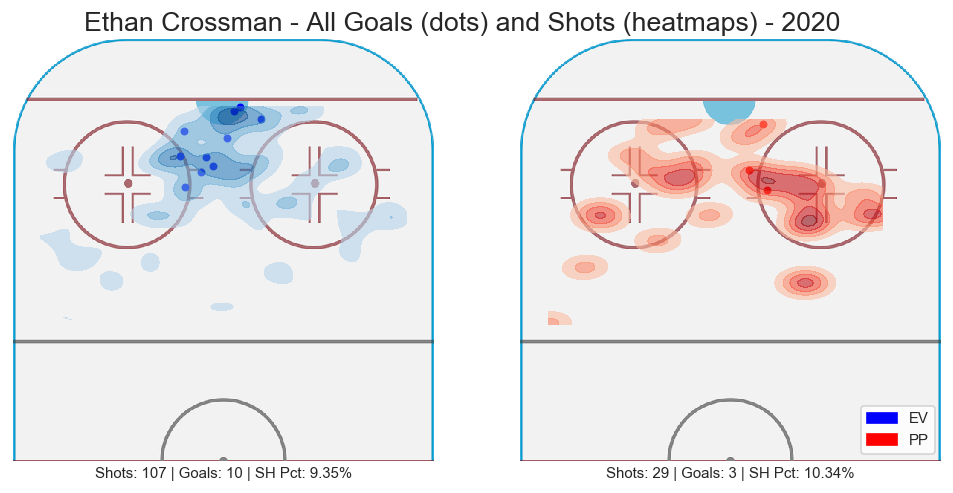 Ethan Crossman - All Goals (dots) and Shots (heatmaps) - 2020
EV
PP
Shots: 107 | Goals: 10 | SH Pct: 9.35%
Shots: 29 | Goals: 3 | SH Pct: 10.34%